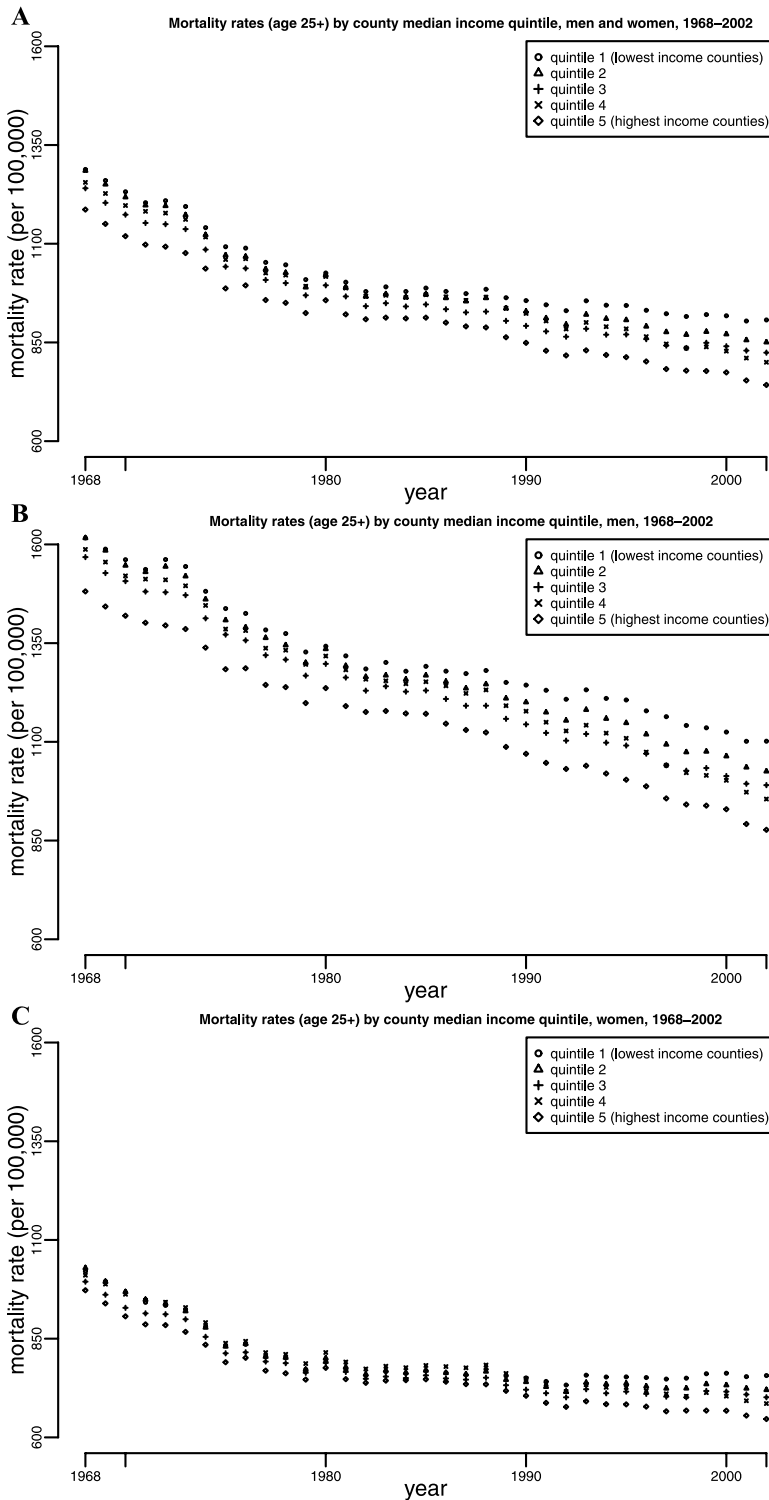 A
Mortality rates (age 25+) by county median income quintile, men and women, 1968–2002
quintile 1 (lowest income counties)
quintile 2
quintile 3
quintile 4
quintile 5 (highest income counties)
mortality rate (per 100,000)
1600
1350
1100
850
600
1968
1980
1990
2000
year
B
Mortality rates (age 25+) by county median income quintile, men, 1968–2002
quintile 1 (lowest income counties)
quintile 2
quintile 3
quintile 4
quintile 5 (highest income counties)
mortality rate (per 100,000)
1600
1350
1100
850
600
1968
1980
1990
2000
year
C
Mortality rates (age 25+) by county median income quintile, women, 1968–2002
quintile 1 (lowest income counties)
quintile 2
quintile 3
quintile 4
quintile 5 (highest income counties)
mortality rate (per 100,000)
1600
1350
1100
850
600
1968
1980
1990
2000
year